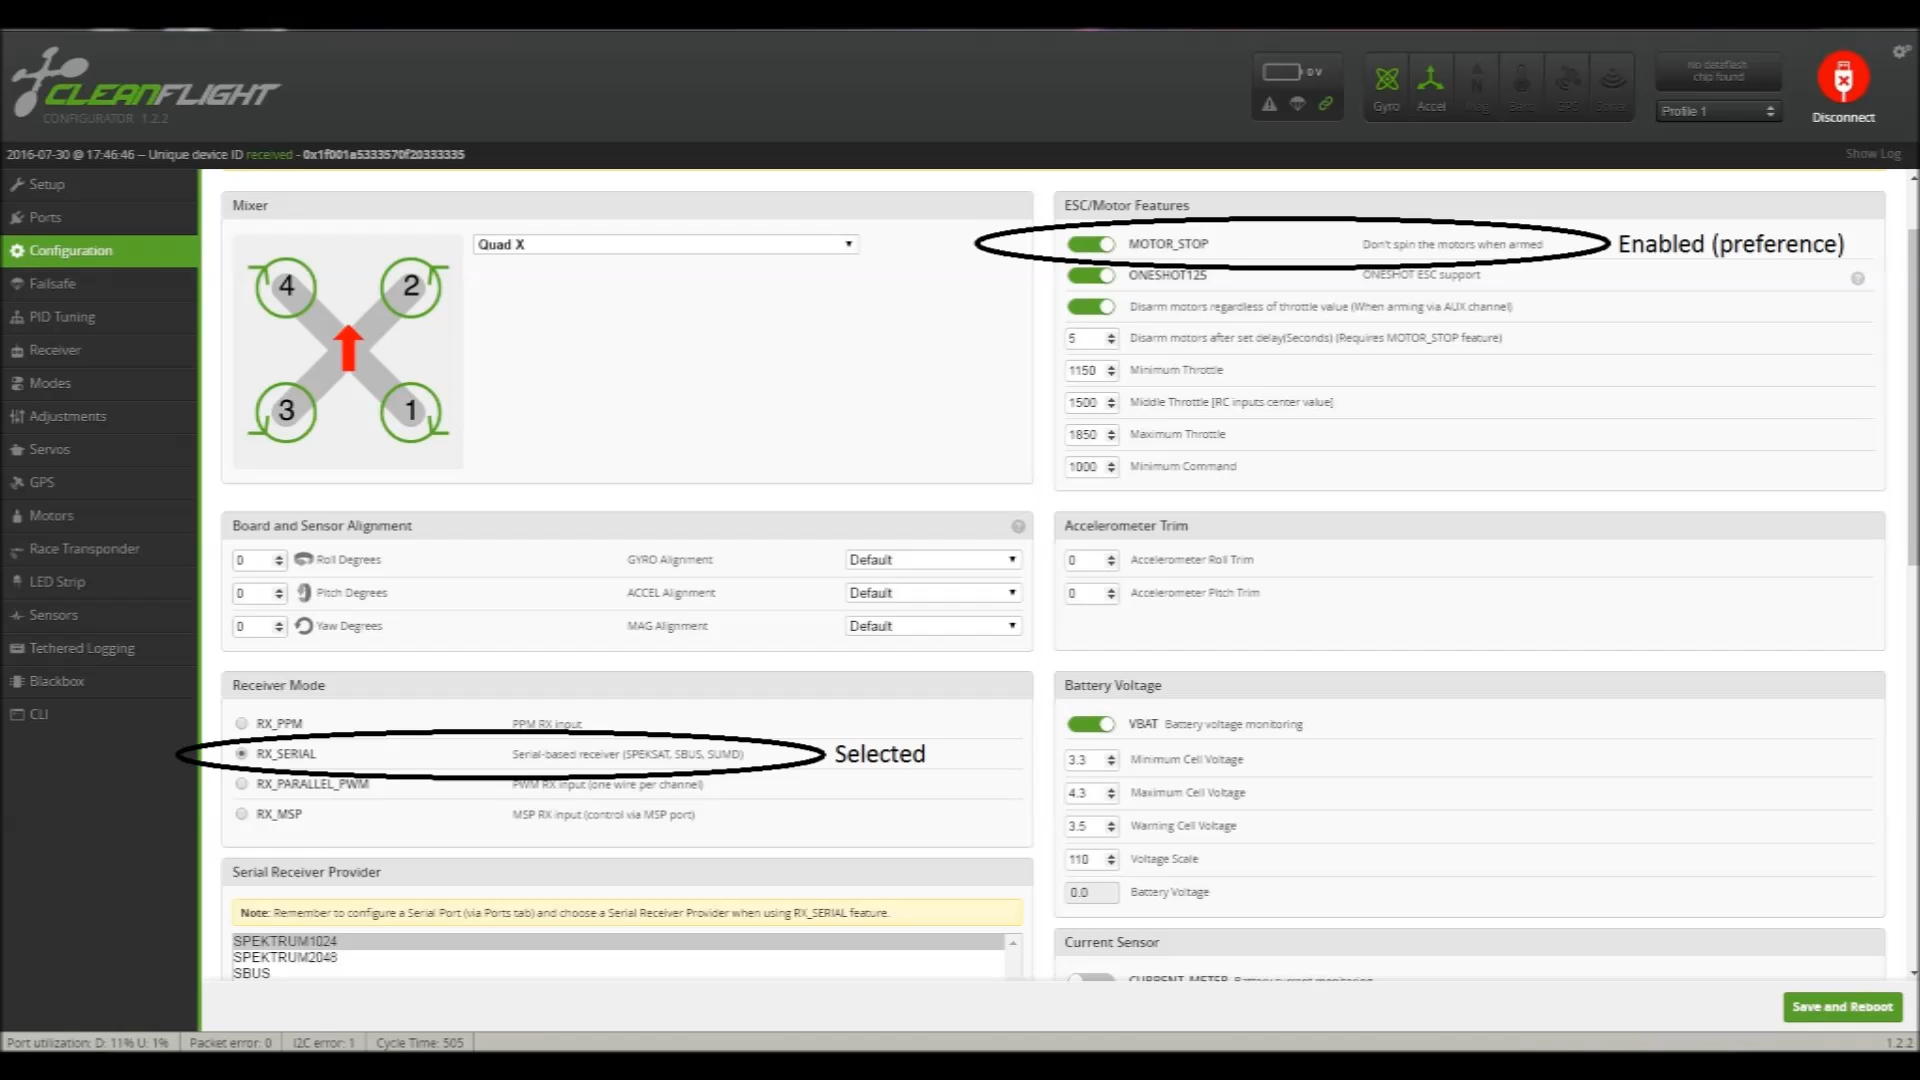 CLEANFLIGHT
CONFIGURATOR 1.2.2
0 V
Gyro
Accel
No dataflash
chip found
Profile 1
Disconnect
2016-07-30 @ 17:46:46 -- Unique device ID received - 0x1f001a5333570f20333335
Show Log
Setup
Ports
Configuration
Failsafe
PID Tuning
Receiver
Modes
Adjustments
Servos
GPS
Motors
Race Transponder
LED Strip
Sensors
Tethered Logging
Blackbox
CLI
Mixer
Quad X
4
2
3
1
ESC/Motor Features
MOTOR_STOP Don't spin the motors when armed
Enabled (preference)
ONESHOT125 ONESHOT ESC support
Disarm motors regardless of throttle value (When arming via AUX channel)
5 Disarm motors after set delay(Seconds) (Requires MOTOR_STOP feature)
1150 Minimum Throttle
1500 Middle Throttle [RC inputs center value]
1850 Maximum Throttle
1000 Minimum Command
Board and Sensor Alignment
0 Roll Degrees GYRO Alignment Default
0 Pitch Degrees ACCEL Alignment Default
0 Yaw Degrees MAG Alignment Default
Accelerometer Trim
0 Accelerometer Roll Trim
0 Accelerometer Pitch Trim
Receiver Mode
RX_PPM PPM RX input
RX_SERIAL Serial-based receiver (SPEKSAT, SBUS, SUMD)
Selected
RX_PARALLEL_PWM PWM RX input (one wire per channel)
RX_MSP MSP RX input (control via MSP port)
Battery Voltage
VBAT Battery voltage monitoring
3.3 Minimum Cell Voltage
4.3 Maximum Cell Voltage
3.5 Warning Cell Voltage
110 Voltage Scale
0.0 Battery Voltage
Serial Receiver Provider
Note: Remember to configure a Serial Port (via Ports tab) and choose a Serial Receiver Provider when using RX_SERIAL feature.
SPEKTRUM1024
SPEKTRUM2048
SBUS
Current Sensor
CURRENT_METER Battery current monitoring
Save and Reboot
Port utilization: D: 11% U: 1%
Packet error: 0
I2C error: 1
Cycle Time: 505
1.2.2